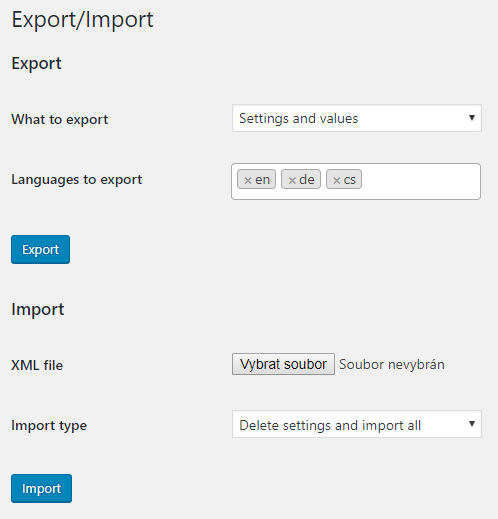 Export/Import
Export
What to export Settings and values
Languages to export × en × de × cs
Export
Import
XML file Vybrat soubor Soubor nevybrán
Import type Delete settings and import all
Import